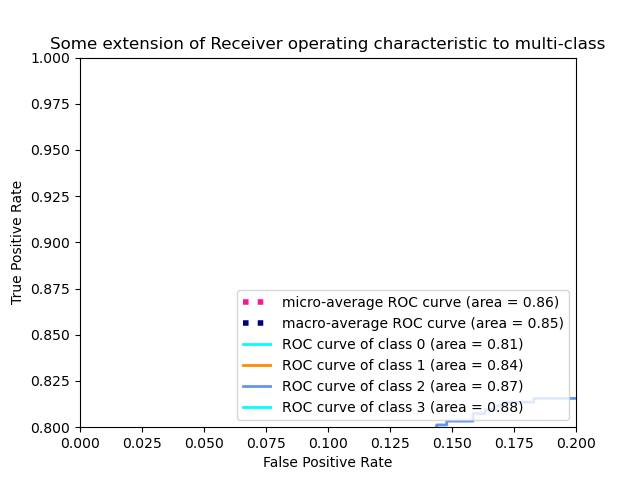 Some extension of Receiver operating characteristic to multi-class
1.000
0.975
0.950
0.925
0.900
0.875
0.850
0.825
0.800
True Positive Rate
micro-average ROC curve (area = 0.86)
macro-average ROC curve (area = 0.85)
ROC curve of class 0 (area = 0.81)
ROC curve of class 1 (area = 0.84)
ROC curve of class 2 (area = 0.87)
ROC curve of class 3 (area = 0.88)
0.000 0.025 0.050 0.075 0.100 0.125 0.150 0.175 0.200
False Positive Rate